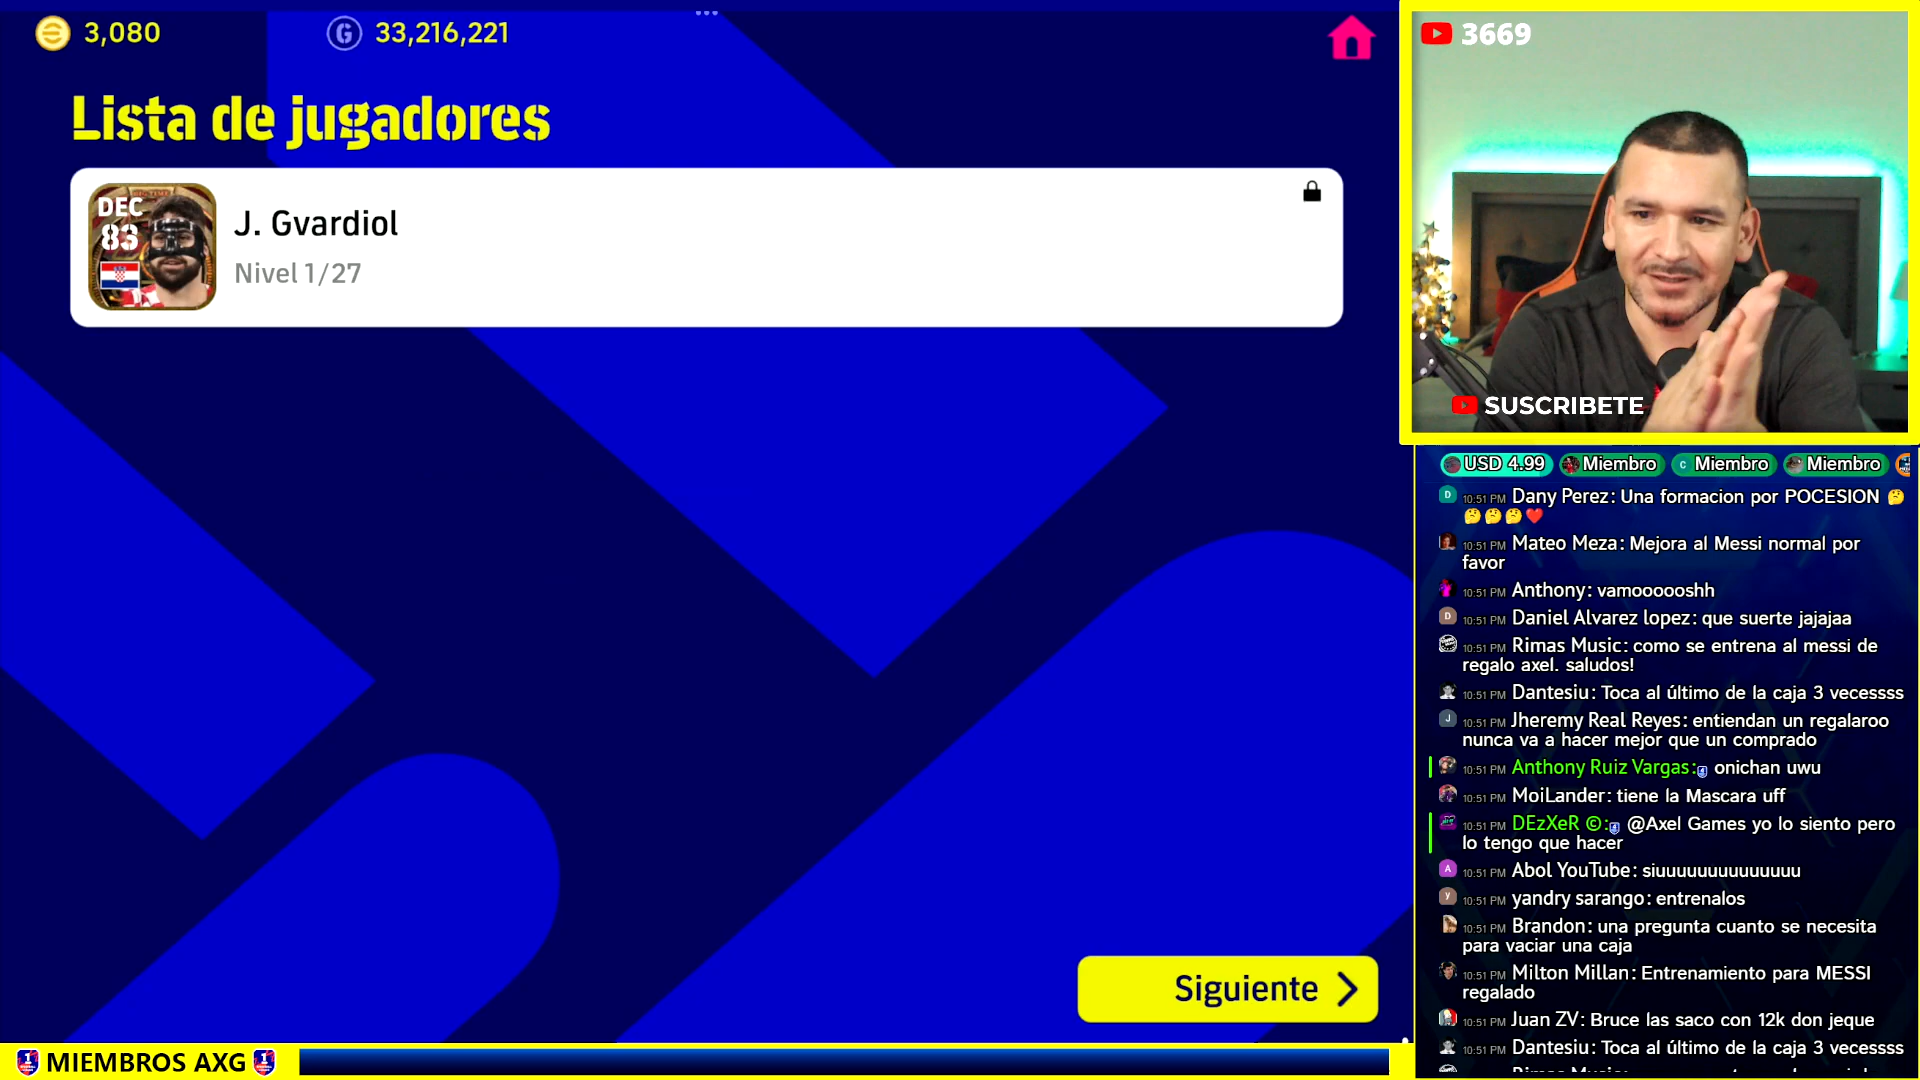 3,080
G 33,216,221
Lista de jugadores
DEC
83
J. Gvardiol
Nivel 1/27
Siguiente
MIEMBROS AXG
3669
SUSCRIBETE
USD 4.99 Miembro Miembro Miembro
10:51 PM Dany Perez: Una formacion por POCESION 🤔
🤔🤔🤔❤️
10:51 PM Mateo Meza: Mejora al Messi normal por
favor
10:51 PM Anthony: vamoooooshh
10:51 PM Daniel Alvarez lopez: que suerte jajajaa
10:51 PM Rimas Music: como se entrena al messi de
regalo axel. saludos!
10:51 PM Dantesiu: Toca al último de la caja 3 vecessss
10:51 PM Jheremy Real Reyes: entiendan un regalaroo
nunca va a hacer mejor que un comprado
10:51 PM Anthony Ruiz Vargas: onichan uwu
10:51 PM MoiLander: tiene la Mascara uff
10:51 PM DEzXeR ©: @Axel Games yo lo siento pero
lo tengo que hacer
10:51 PM Abol YouTube: siuuuuuuuuuuuuuu
10:51 PM yandry sarango: entrenalos
10:51 PM Brandon: una pregunta cuanto se necesita
para vaciar una caja
10:51 PM Milton Millan: Entrenamiento para MESSI
regalado
10:51 PM Juan ZV: Bruce las saco con 12k don jeque
10:51 PM Dantesiu: Toca al último de la caja 3 vecessss